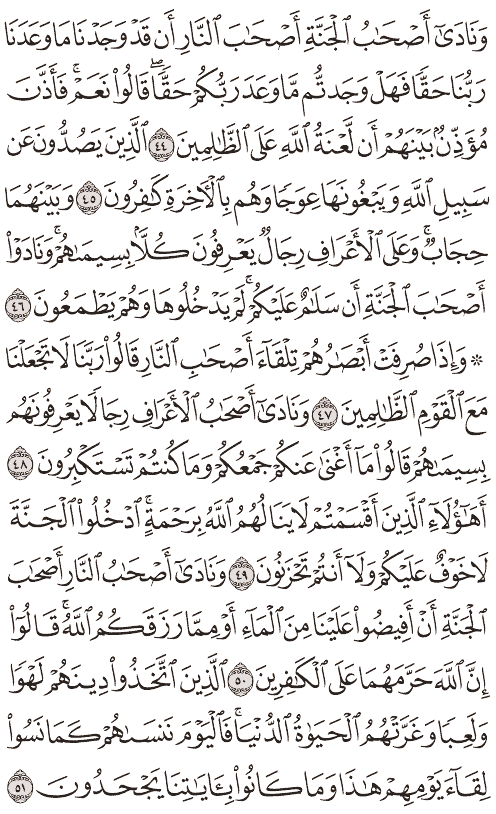 وَنَادَىٰٓ أَصۡحَٰبُ ٱلۡجَنَّةِ أَصۡحَٰبَ ٱلنَّارِ أَن قَدۡ وَجَدۡنَا مَا وَعَدَنَا
رَبُّنَا حَقّٗا فَهَلۡ وَجَدتُّم مَّا وَعَدَ رَبُّكُمۡ حَقّٗاۖ قَالُواْ نَعَمۡۚ فَأَذَّنَ
مُؤَذِّنُۢ بَيۡنَهُمۡ أَن لَّعۡنَةُ ٱللَّهِ عَلَى ٱلظَّٰلِمِينَ ٤٤ ٱلَّذِينَ يَصُدُّونَ عَن
سَبِيلِ ٱللَّهِ وَيَبۡغُونَهَا عِوَجٗا وَهُم بِٱلۡأٓخِرَةِ كَٰفِرُونَ ٤٥ وَبَيۡنَهُمَا
حِجَابٞۚ وَعَلَى ٱلۡأَعۡرَافِ رِجَالٞ يَعۡرِفُونَ كُلَّۢا بِسِيمَىٰهُمۡۚ وَنَادَوۡاْ
أَصۡحَٰبَ ٱلۡجَنَّةِ أَن سَلَٰمٌ عَلَيۡكُمۡۚ لَمۡ يَدۡخُلُوهَا وَهُمۡ يَطۡمَعُونَ ٤٦
۞ وَإِذَا صُرِفَتۡ أَبۡصَٰرُهُمۡ تِلۡقَآءَ أَصۡحَٰبِ ٱلنَّارِ قَالُواْ رَبَّنَا لَا تَجۡعَلۡنَا
مَعَ ٱلۡقَوۡمِ ٱلظَّٰلِمِينَ ٤٧ وَنَادَىٰٓ أَصۡحَٰبُ ٱلۡأَعۡرَافِ رِجَالٗا يَعۡرِفُونَهُم
بِسِيمَىٰهُمۡ قَالُواْ مَآ أَغۡنَىٰ عَنكُمۡ جَمۡعُكُمۡ وَمَا كُنتُمۡ تَسۡتَكۡبِرُونَ ٤٨
أَهَٰٓؤُلَآءِ ٱلَّذِينَ أَقۡسَمۡتُمۡ لَا يَنَالُهُمُ ٱللَّهُ بِرَحۡمَةٍۚ ٱدۡخُلُواْ ٱلۡجَنَّةَ
لَا خَوۡفٌ عَلَيۡكُمۡ وَلَآ أَنتُمۡ تَحۡزَنُونَ ٤٩ وَنَادَىٰٓ أَصۡحَٰبُ ٱلنَّارِ أَصۡحَٰبَ
ٱلۡجَنَّةِ أَنۡ أَفِيضُواْ عَلَيۡنَا مِنَ ٱلۡمَآءِ أَوۡ مِمَّا رَزَقَكُمُ ٱللَّهُۚ قَالُوٓاْ
إِنَّ ٱللَّهَ حَرَّمَهُمَا عَلَى ٱلۡكَٰفِرِينَ ٥٠ ٱلَّذِينَ ٱتَّخَذُواْ دِينَهُمۡ لَهۡوٗا
وَلَعِبٗا وَغَرَّتۡهُمُ ٱلۡحَيَوٰةُ ٱلدُّنۡيَاۚ فَٱلۡيَوۡمَ نَنسَىٰهُمۡ كَمَا نَسُواْ
لِقَآءَ يَوۡمِهِمۡ هَٰذَا وَمَا كَانُواْ بِـَٔايَٰتِنَا يَجۡحَدُونَ ٥١